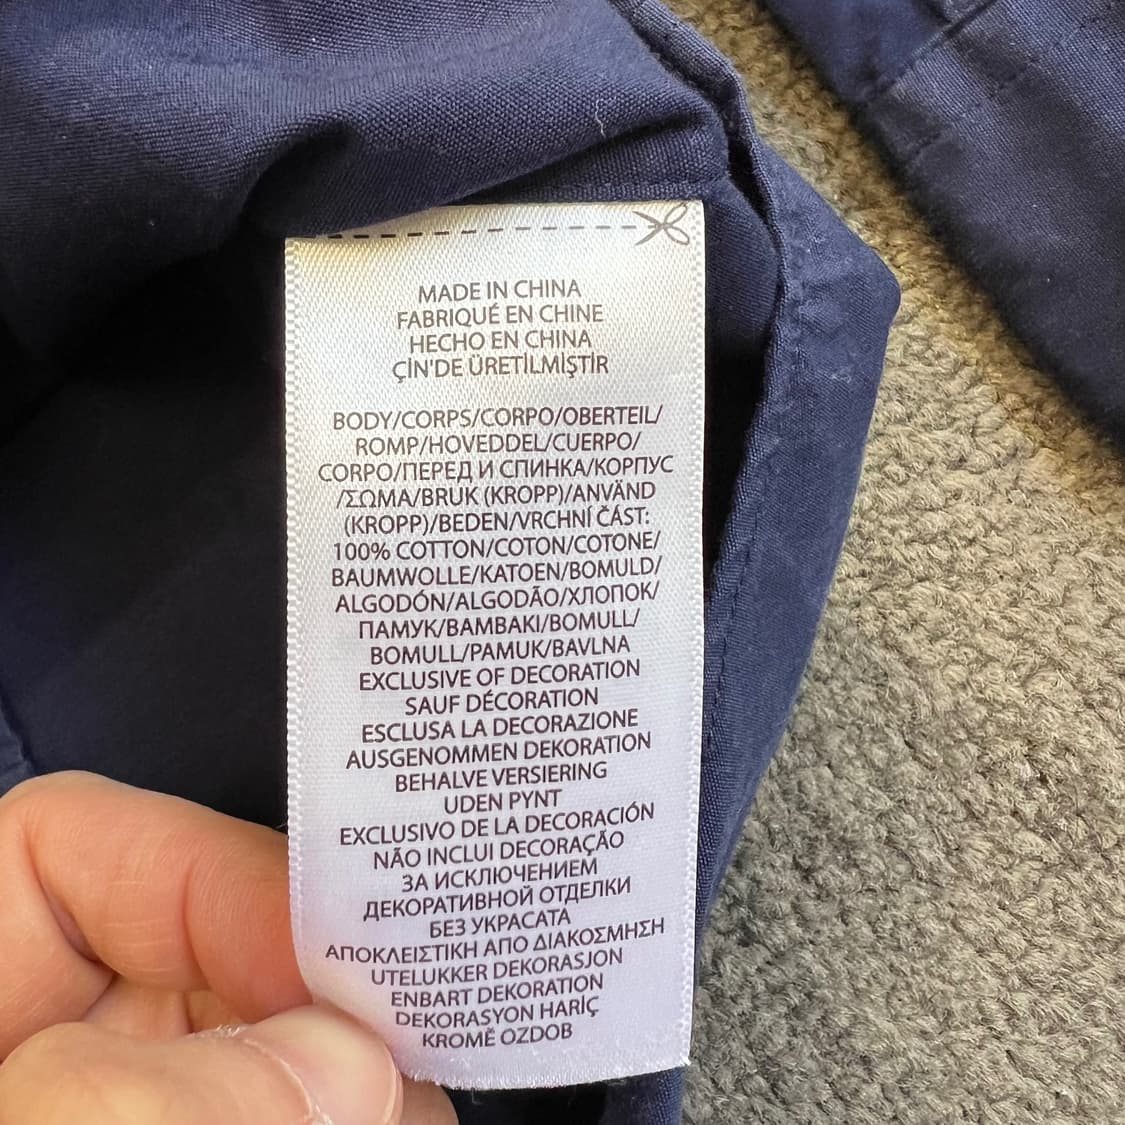 MADE IN CHINA
FABRIQUÉ EN CHINE
HECHO EN CHINA
ÇİN'DE ÜRETİLMİŞTİR
BODY/CORPS/CORPO/OBERTEIL/
ROMP/HOVEDDEL/CUERPO/
CORPO/ПЕРЕД И СПИНКА/КОРПУС
/ΣΩΜΑ/BRUK (KROPP)/ANVÄND
(KROPP)/BEDEN/VRCHNÍ ČÁST:
100% COTTON/COTON/COTONE/
BAUMWOLLE/KATOEN/BOMULD/
ALGODÓN/ALGODÃO/ХЛОПОК/
ПАМУК/ΒΑΜΒΑΚΙ/BOMULL/
BOMULL/PAMUK/BAVLNA
EXCLUSIVE OF DECORATION
SAUF DÉCORATION
ESCLUSA LA DECORAZIONE
AUSGENOMMEN DEKORATION
BEHALVE VERSIERING
UDEN PYNT
EXCLUSIVO DE LA DECORACIÓN
NÃO INCLUI DECORAÇÃO
ЗА ИСКЛЮЧЕНИЕМ
ДЕКОРАТИВНОЙ ОТДЕЛКИ
БЕЗ УКРАСАТА
ΑΠΟΚΛΕΙΣΤΙΚΗ ΑΠΟ ΔΙΑΚΟΣΜΗΣΗ
UTELUKKER DEKORASJON
ENBART DEKORATION
DEKORASYON HARİÇ
KROMĚ OZDOB